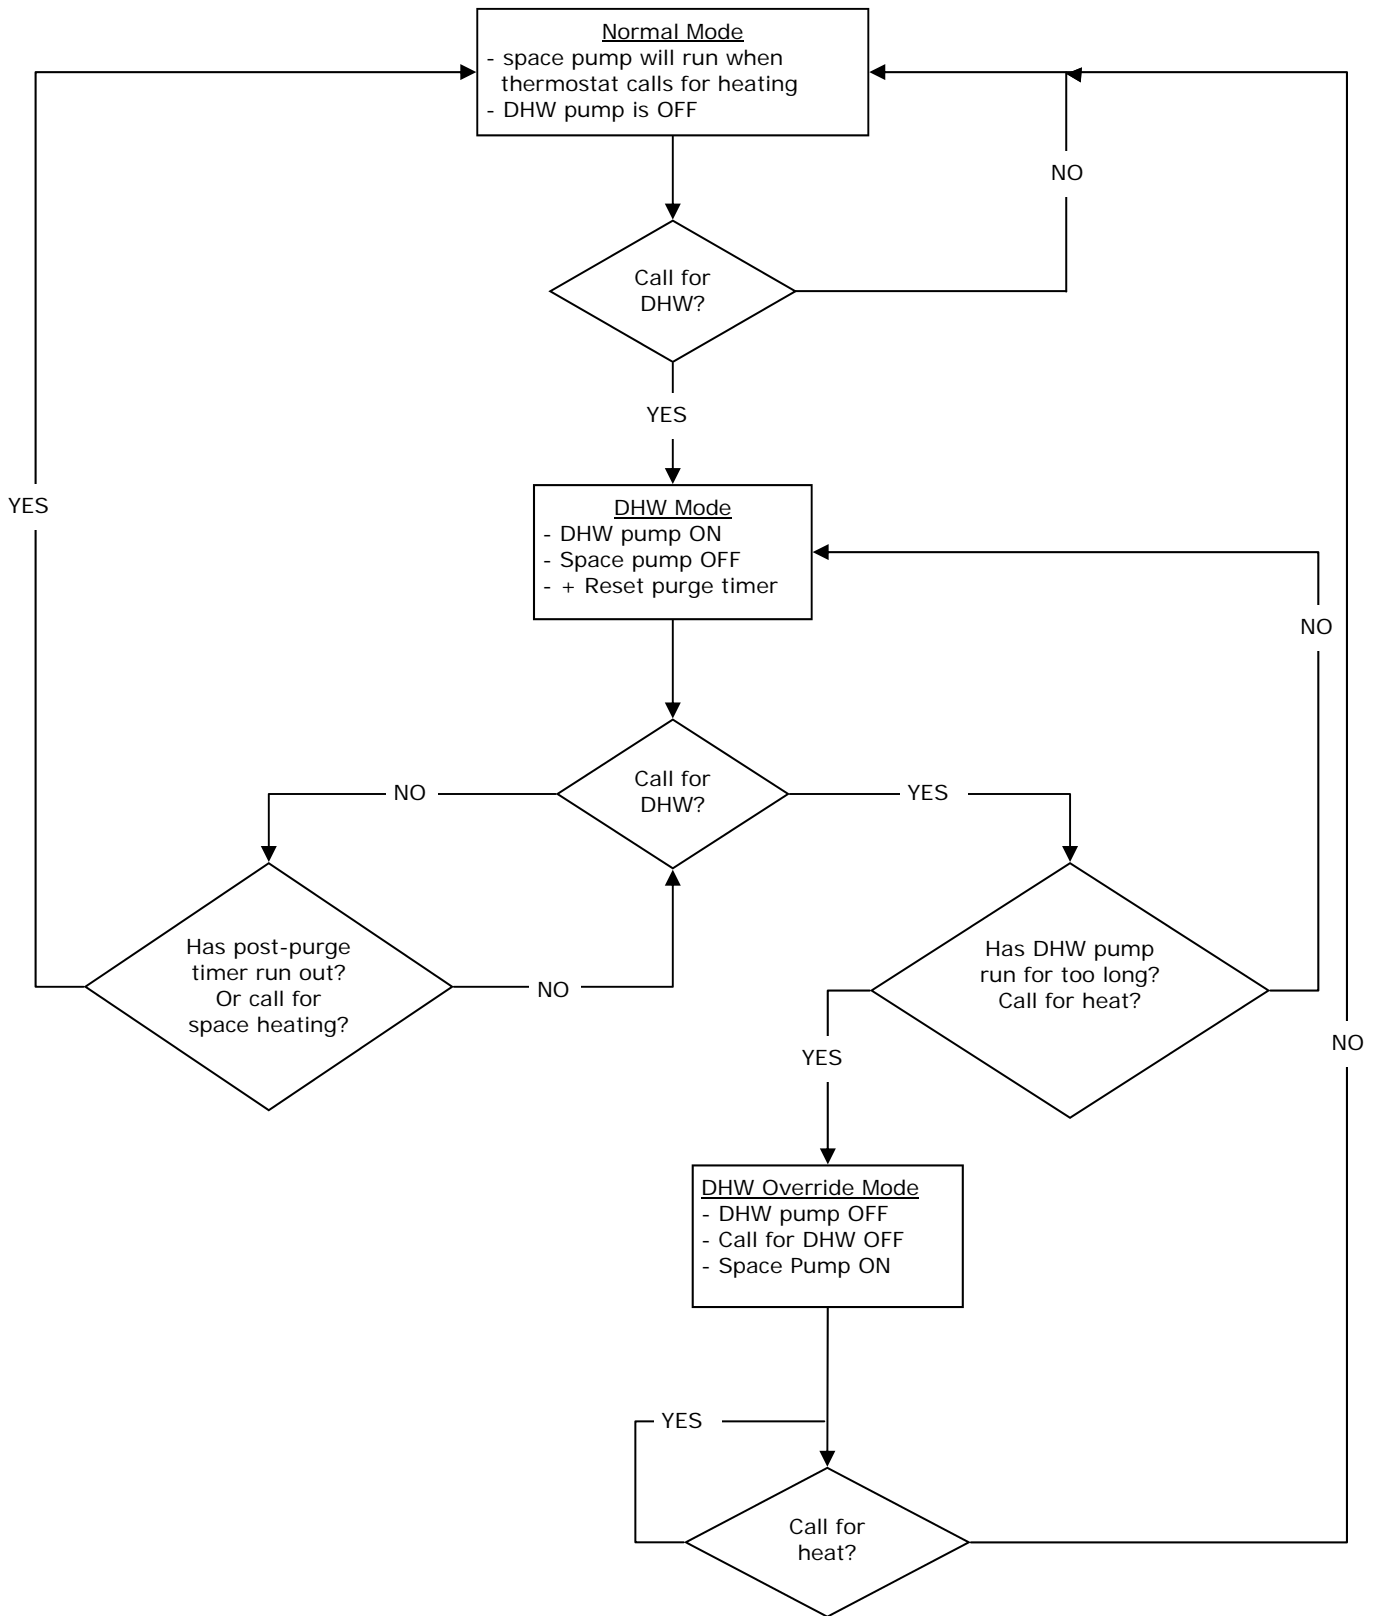 Normal Mode
- space pump will run when
thermostat calls for heating
- DHW pump is OFF
NO
Call for
DHW?
YES
YES
DHW Mode
- DHW pump ON
- Space pump OFF
- + Reset purge timer
NO
Call for
DHW?
NO
YES
Has post-purge
timer run out?
Or call for
space heating?
NO
Has DHW pump
run for too long?
Call for heat?
YES
NO
DHW Override Mode
- DHW pump OFF
- Call for DHW OFF
- Space Pump ON
YES
Call for
heat?